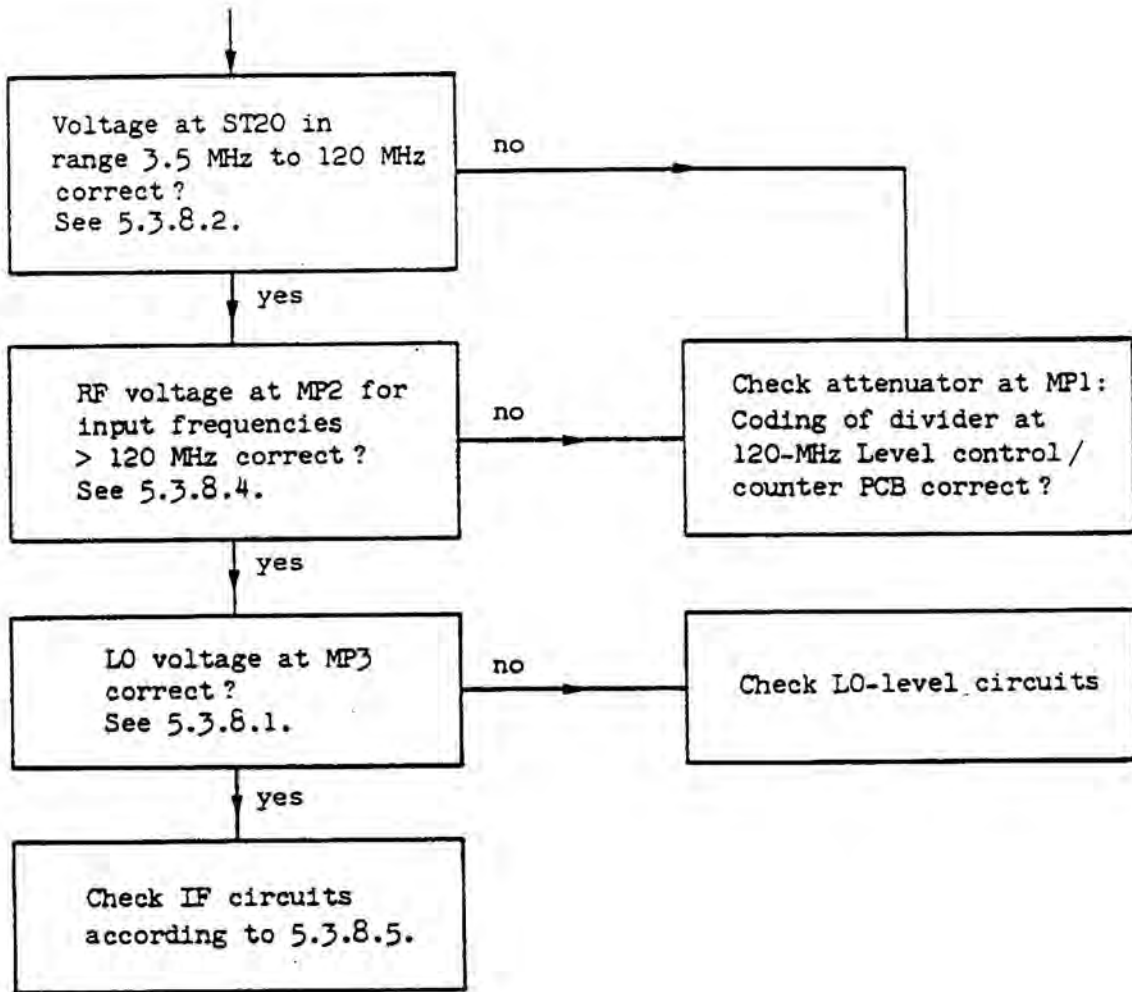 Voltage at ST20 in
range 3.5 MHz to 120 MHz
correct?
See 5.3.8.2.
no
yes
RF voltage at MP2 for
input frequencies
> 120 MHz correct?
See 5.3.8.4.
no
Check attenuator at MP1:
Coding of divider at
120-MHz Level control/
counter PCB correct?
yes
LO voltage at MP3
correct?
See 5.3.8.1.
no
Check LO-level circuits
yes
Check IF circuits
according to 5.3.8.5.